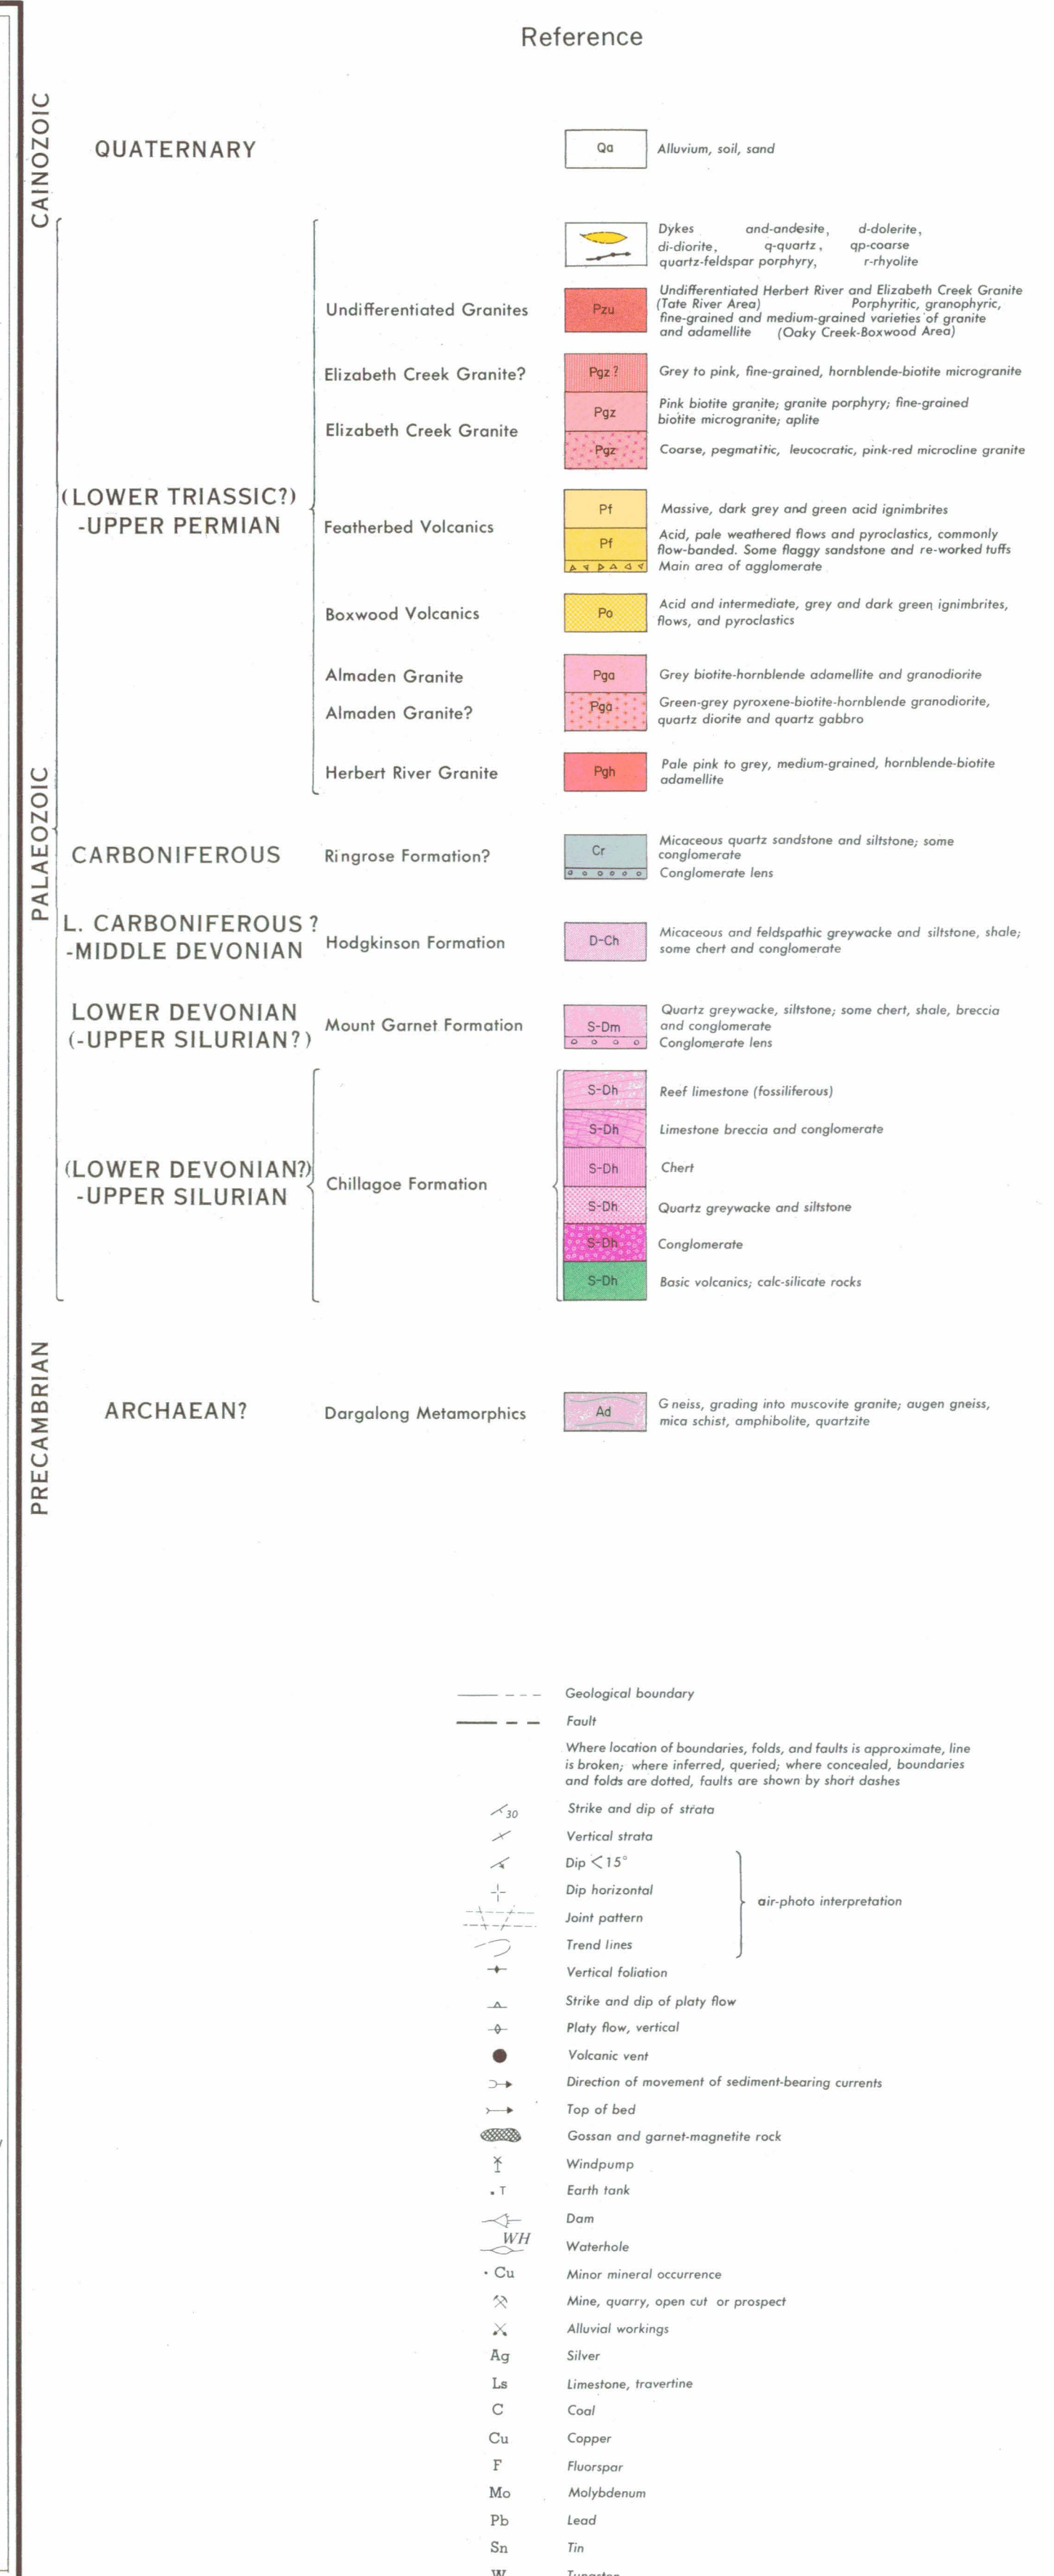 Reference
CAINOZOIC
QUATERNARY
Qa
Alluvium, soil, sand
PALAEOZOIC
(LOWER TRIASSIC?)
-UPPER PERMIAN
Dykes and-andesite, d-dolerite,
di-diorite, q-quartz, qp-coarse
quartz-feldspar porphyry, r-rhyolite
Undifferentiated Granites
Pzu
Undifferentiated Herbert River and Elizabeth Creek Granite
(Tate River Area) Porphyritic, granophyric,
fine-grained and medium-grained varieties of granite
and adamellite (Oaky Creek-Boxwood Area)
Elizabeth Creek Granite?
Pgz ?
Grey to pink, fine-grained, hornblende-biotite microgranite
Elizabeth Creek Granite
Pgz
Pink biotite granite; granite porphyry; fine-grained
biotite microgranite; aplite
Pgz
Coarse, pegmatitic, leucocratic, pink-red microcline granite
Featherbed Volcanics
Pf
Massive, dark grey and green acid ignimbrites
Pf
Acid, pale weathered flows and pyroclastics, commonly
flow-banded. Some flaggy sandstone and re-worked tuffs
Main area of agglomerate
Boxwood Volcanics
Po
Acid and intermediate, grey and dark green ignimbrites,
flows, and pyroclastics
Almaden Granite
Pga
Grey biotite-hornblende adamellite and granodiorite
Almaden Granite?
Pga
Green-grey pyroxene-biotite-hornblende granodiorite,
quartz diorite and quartz gabbro
Herbert River Granite
Pgh
Pale pink to grey, medium-grained, hornblende-biotite
adamellite
CARBONIFEROUS
Ringrose Formation?
Cr
Micaceous quartz sandstone and siltstone; some
conglomerate
Conglomerate lens
L. CARBONIFEROUS ?
-MIDDLE DEVONIAN
Hodgkinson Formation
D-Ch
Micaceous and feldspathic greywacke and siltstone, shale;
some chert and conglomerate
LOWER DEVONIAN
(-UPPER SILURIAN?)
Mount Garnet Formation
S-Dm
Quartz greywacke, siltstone; some chert, shale, breccia
and conglomerate
Conglomerate lens
(LOWER DEVONIAN?)
-UPPER SILURIAN
Chillagoe Formation
S-Dh
Reef limestone (fossiliferous)
S-Dh
Limestone breccia and conglomerate
S-Dh
Chert
S-Dh
Quartz greywacke and siltstone
S-Dh
Conglomerate
S-Dh
Basic volcanics; calc-silicate rocks
PRECAMBRIAN
ARCHAEAN?
Dargalong Metamorphics
Ad
Gneiss, grading into muscovite granite; augen gneiss,
mica schist, amphibolite, quartzite
Geological boundary
Fault
Where location of boundaries, folds, and faults is approximate, line
is broken; where inferred, queried; where concealed, boundaries
and folds are dotted, faults are shown by short dashes
30 Strike and dip of strata
Vertical strata
Dip <15°
Dip horizontal
air-photo interpretation
Joint pattern
Trend lines
Vertical foliation
Strike and dip of platy flow
Platy flow, vertical
Volcanic vent
Direction of movement of sediment-bearing currents
Top of bed
Gossan and garnet-magnetite rock
Windpump
T Earth tank
Dam
WH Waterhole
Cu Minor mineral occurrence
Mine, quarry, open cut or prospect
Alluvial workings
Ag Silver
Ls Limestone, travertine
C Coal
Cu Copper
F Fluorspar
Mo Molybdenum
Pb Lead
Sn Tin
W Tungsten